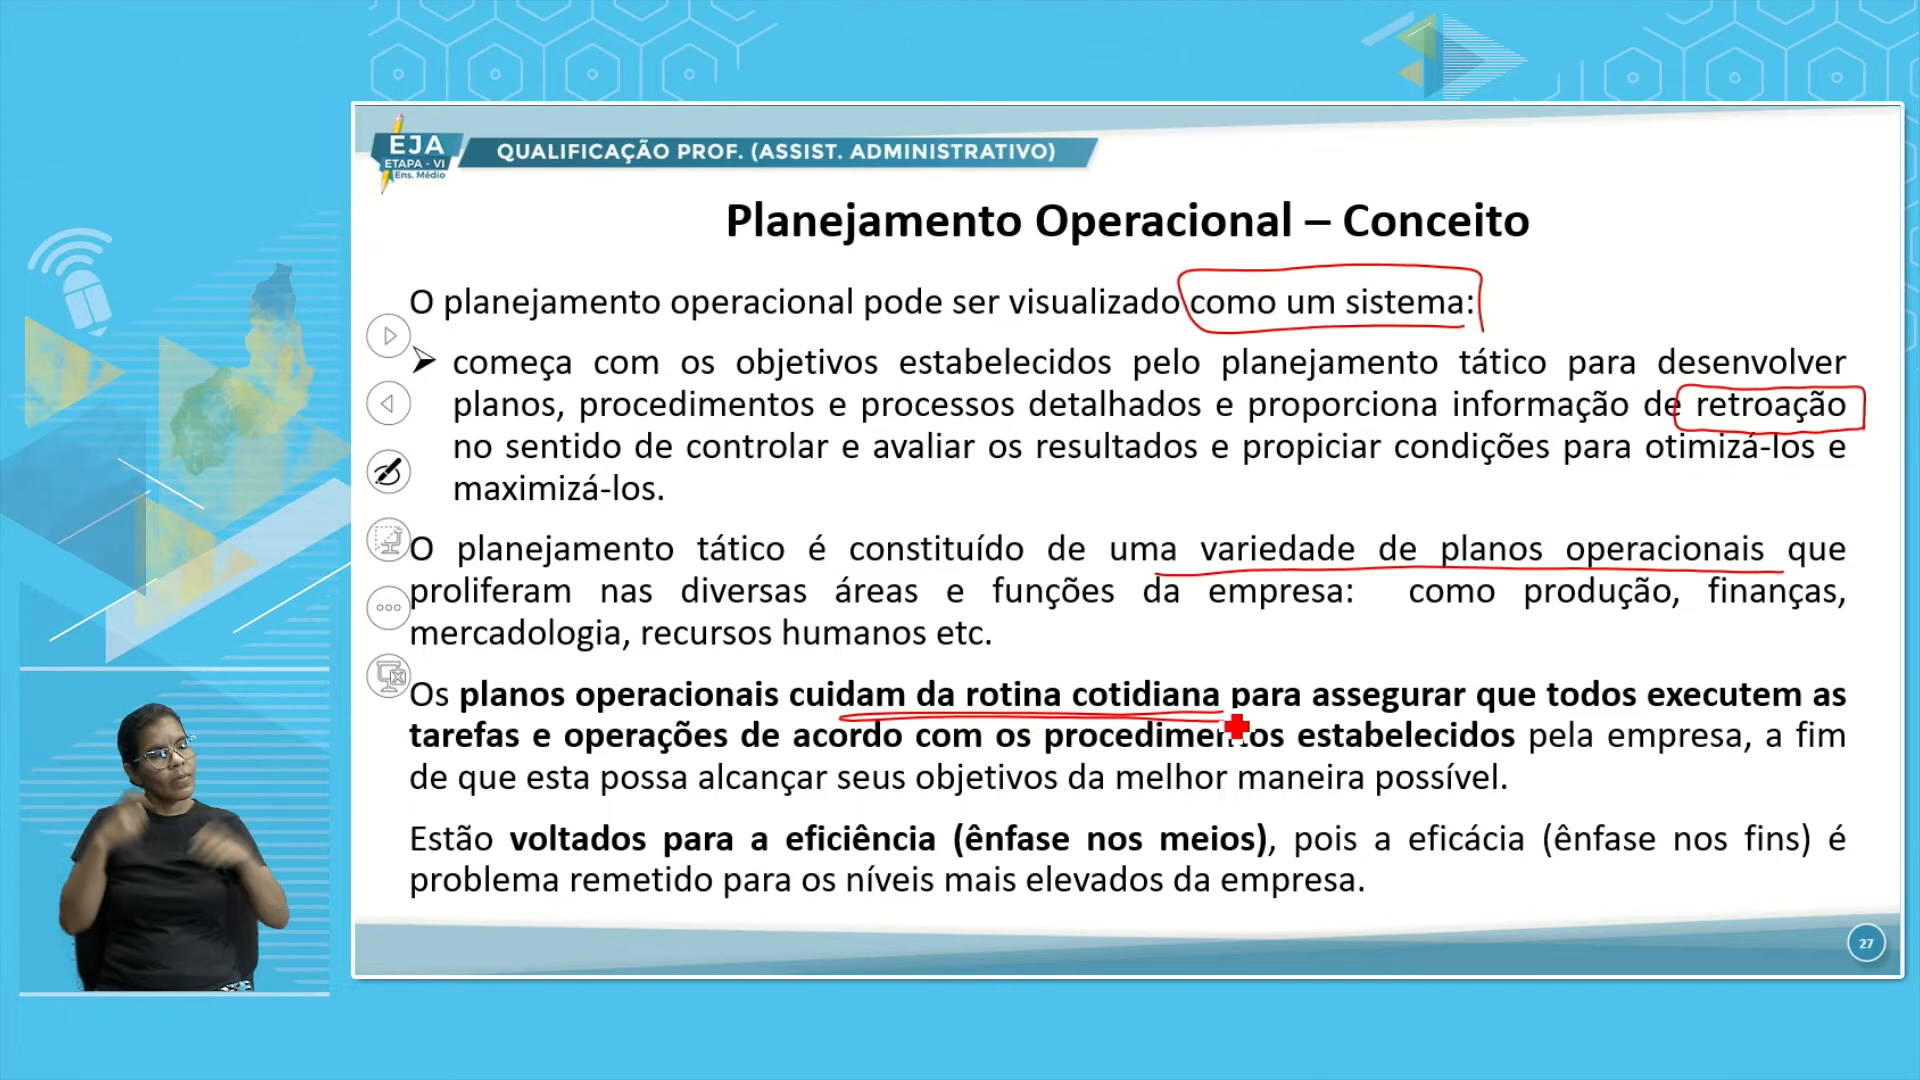 EJA
ETAPA - VI
Ens. Médio
QUALIFICAÇÃO PROF. (ASSIST. ADMINISTRATIVO)
Planejamento Operacional – Conceito
O planejamento operacional pode ser visualizado como um sistema:
➢ começa com os objetivos estabelecidos pelo planejamento tático para desenvolver
planos, procedimentos e processos detalhados e proporciona informação de retroação
no sentido de controlar e avaliar os resultados e propiciar condições para otimizá-los e
maximizá-los.
O planejamento tático é constituído de uma variedade de planos operacionais que
proliferam nas diversas áreas e funções da empresa: como produção, finanças,
mercadologia, recursos humanos etc.
Os planos operacionais cuidam da rotina cotidiana para assegurar que todos executem as
tarefas e operações de acordo com os procedimentos estabelecidos pela empresa, a fim
de que esta possa alcançar seus objetivos da melhor maneira possível.
Estão voltados para a eficiência (ênfase nos meios), pois a eficácia (ênfase nos fins) é
problema remetido para os níveis mais elevados da empresa.
27